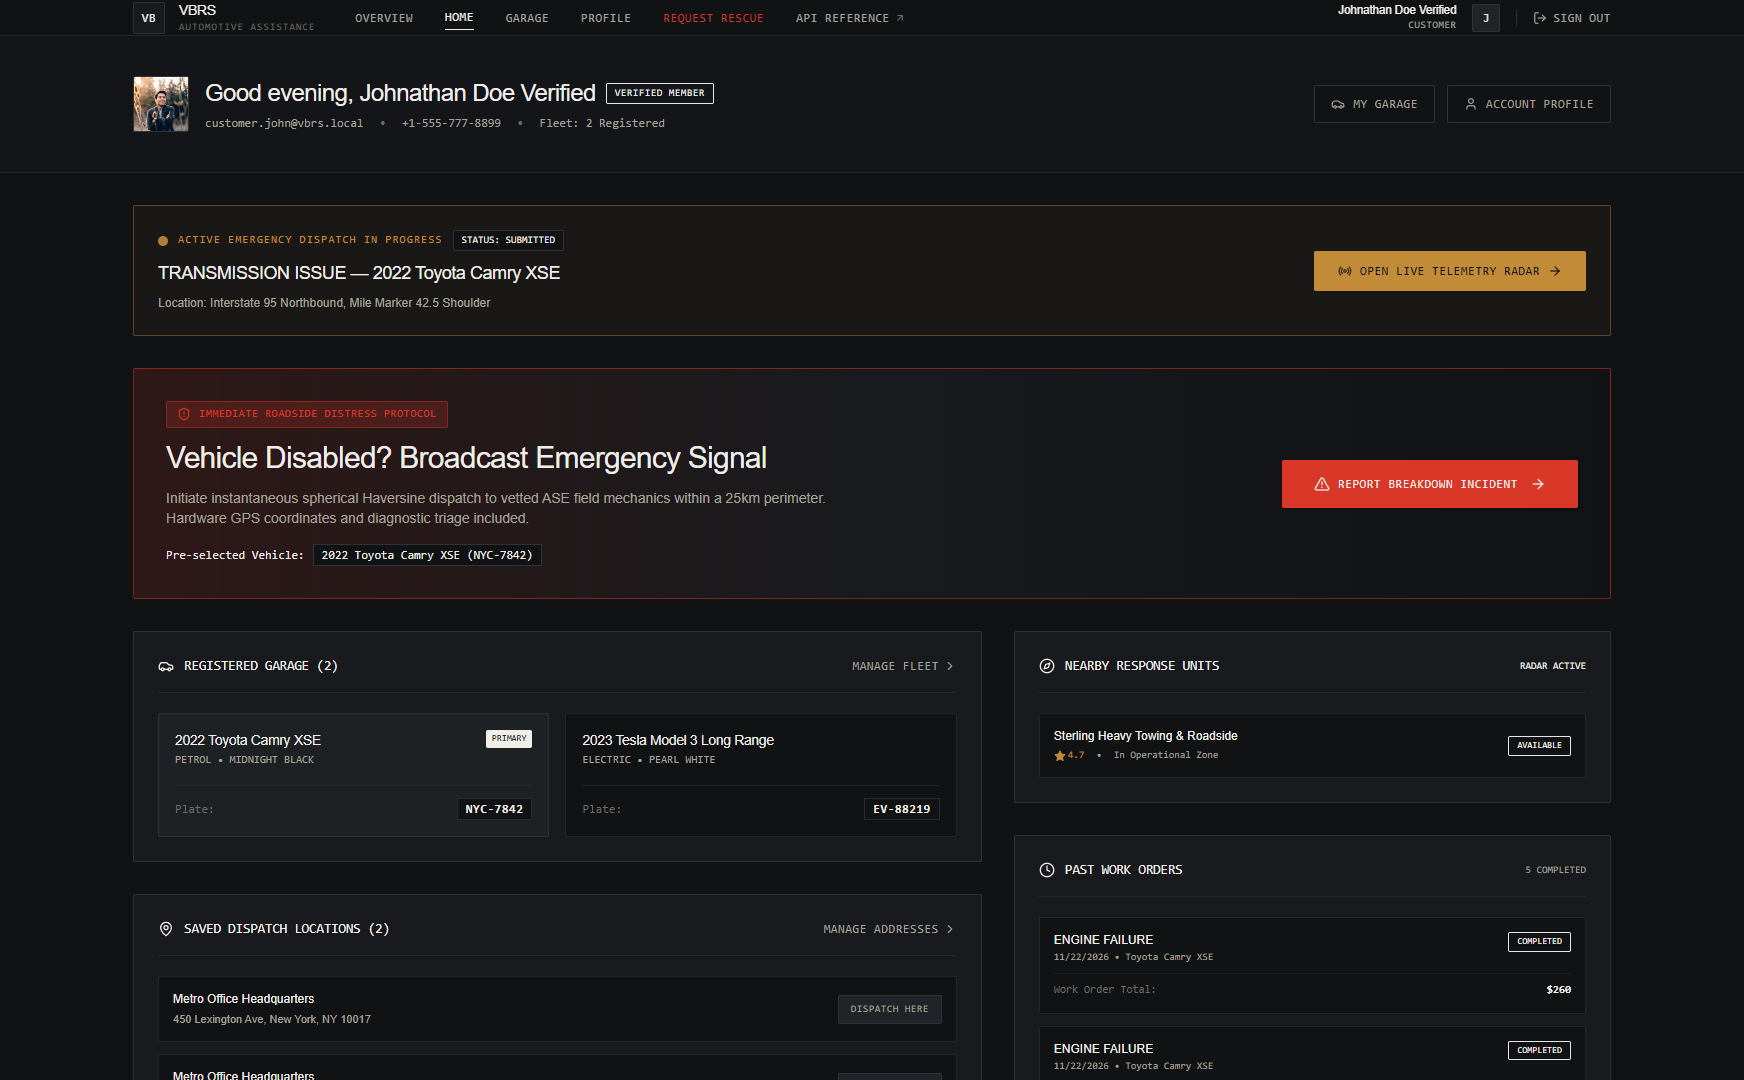 VB
VBRS
AUTOMOTIVE ASSISTANCE
OVERVIEW
HOME
GARAGE
PROFILE
REQUEST RESCUE
API REFERENCE
Johnathan Doe Verified
CUSTOMER
J
SIGN OUT
Good evening, Johnathan Doe Verified
VERIFIED MEMBER
customer.john@vbrs.local • +1-555-777-8899 • Fleet: 2 Registered
MY GARAGE
ACCOUNT PROFILE
ACTIVE EMERGENCY DISPATCH IN PROGRESS
STATUS: SUBMITTED
TRANSMISSION ISSUE — 2022 Toyota Camry XSE
Location: Interstate 95 Northbound, Mile Marker 42.5 Shoulder
OPEN LIVE TELEMETRY RADAR
IMMEDIATE ROADSIDE DISTRESS PROTOCOL
Vehicle Disabled? Broadcast Emergency Signal
Initiate instantaneous spherical Haversine dispatch to vetted ASE field mechanics within a 25km perimeter.
Hardware GPS coordinates and diagnostic triage included.
Pre-selected Vehicle: 2022 Toyota Camry XSE (NYC-7842)
REPORT BREAKDOWN INCIDENT
REGISTERED GARAGE (2)
MANAGE FLEET
2022 Toyota Camry XSE
PRIMARY
PETROL • MIDNIGHT BLACK
Plate:
NYC-7842
2023 Tesla Model 3 Long Range
ELECTRIC • PEARL WHITE
Plate:
EV-88219
SAVED DISPATCH LOCATIONS (2)
MANAGE ADDRESSES
Metro Office Headquarters
450 Lexington Ave, New York, NY 10017
DISPATCH HERE
Metro Office Headquarters
NEARBY RESPONSE UNITS
RADAR ACTIVE
Sterling Heavy Towing & Roadside
4.7 • In Operational Zone
AVAILABLE
PAST WORK ORDERS
5 COMPLETED
ENGINE FAILURE
11/22/2026 • Toyota Camry XSE
COMPLETED
Work Order Total:
$260
ENGINE FAILURE
11/22/2026 • Toyota Camry XSE
COMPLETED